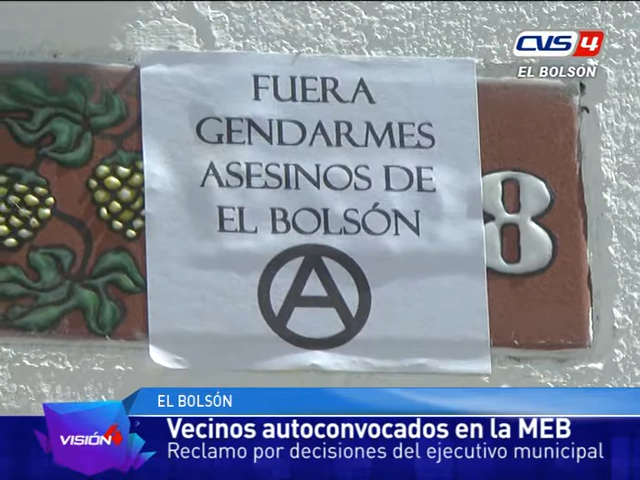 CVS 4
EL BOLSÓN
FUERA
GENDARMES
ASESINOS DE
EL BOLSÓN
A
8
EL BOLSÓN
VISIÓN 4
Vecinos autoconvocados en la MEB
Reclamo por decisiones del ejecutivo municipal